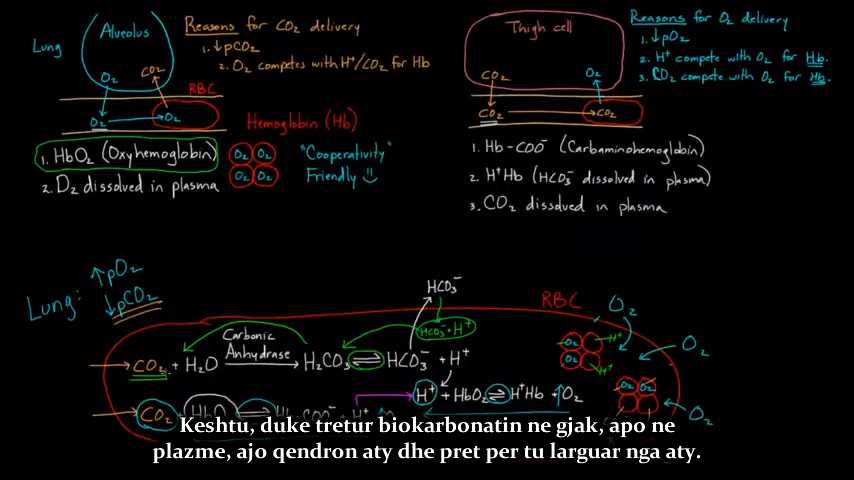 Lung
Alveolus
O₂
CO₂
RBC
O₂
O₂
Reasons for CO₂ delivery
1. ↓pCO₂
2. O₂ competes with H⁺/CO₂ for Hb
Hemoglobin (Hb)
1. HbO₂ (Oxyhemoglobin)
2. O₂ dissolved in plasma
O₂ O₂
O₂ O₂
"Cooperativity"
Friendly
Thigh cell
CO₂
O₂
CO₂
CO₂
Reasons for O₂ delivery
1. ↓pO₂
2. H⁺ compete with O₂ for Hb.
3. CO₂ compete with O₂ for Hb.
1. Hb-COO⁻ (Carbaminohemoglobin)
2. H⁺Hb (HCO₃⁻ dissolved in plasma)
3. CO₂ dissolved in plasma
Lung: ↑pO₂
↓pCO₂
HCO₃⁻
RBC
HCO₃⁻+H⁺
Carbonic
Anhydrase
CO₂ + H₂O → H₂CO₃ ⇌ HCO₃⁻ + H⁺
H⁺ + HbO₂ ⇌ H⁺Hb + O₂
CO₂ +
O₂
O₂
O₂
O₂
O₂
H⁺
H⁺
O₂ O₂
Keshtu, duke tretur biokarbonatin ne gjak, apo ne
plazme, ajo qendron aty dhe pret per tu larguar nga aty.